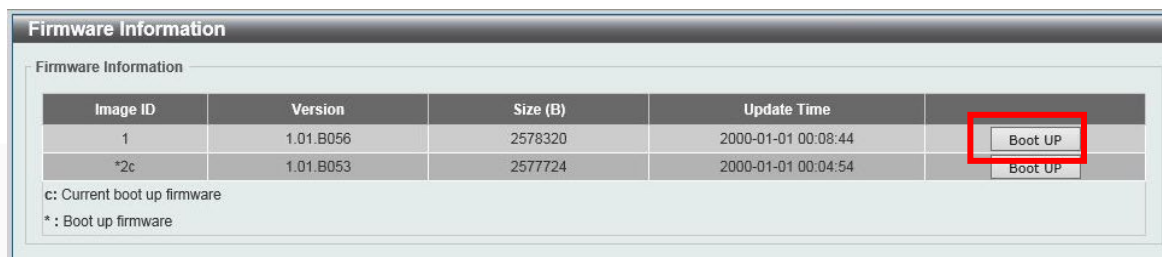 Firmware Information
Firmware Information
Image ID Version Size (B) Update Time
1 1.01.B056 2578320 2000-01-01 00:08:44 Boot UP
*2c 1.01.B053 2577724 2000-01-01 00:04:54 Boot UP
c: Current boot up firmware
* : Boot up firmware